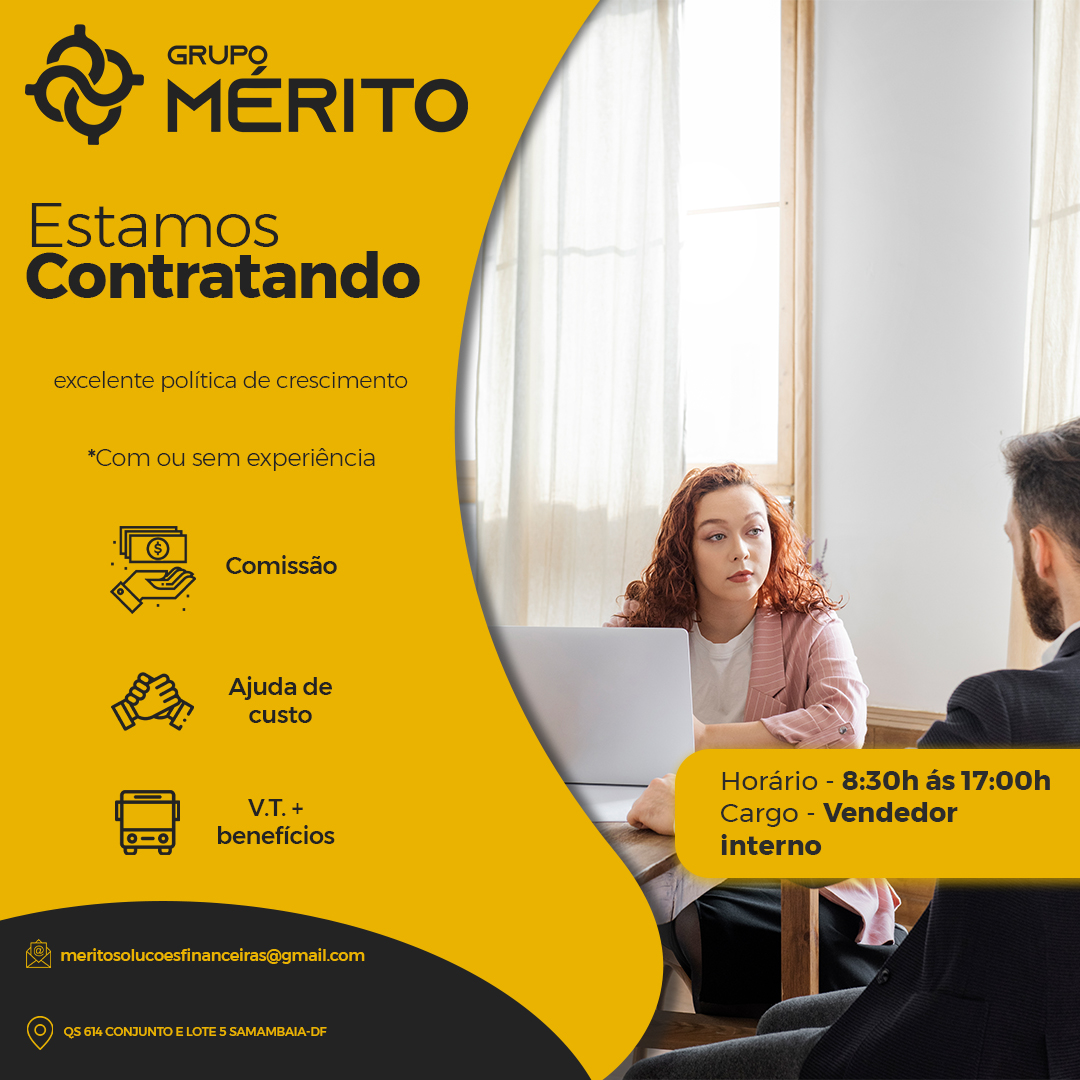 GRUPO
MÉRITO
Estamos
Contratando
excelente política de crescimento
*Com ou sem experiência
Comissão
Ajuda de
custo
V.T. +
benefícios
Horário - 8:30h ás 17:00h
Cargo - Vendedor
interno
meritosolucoesfinanceiras@gmail.com
QS 614 CONJUNTO E LOTE 5 SAMAMBAIA-DF